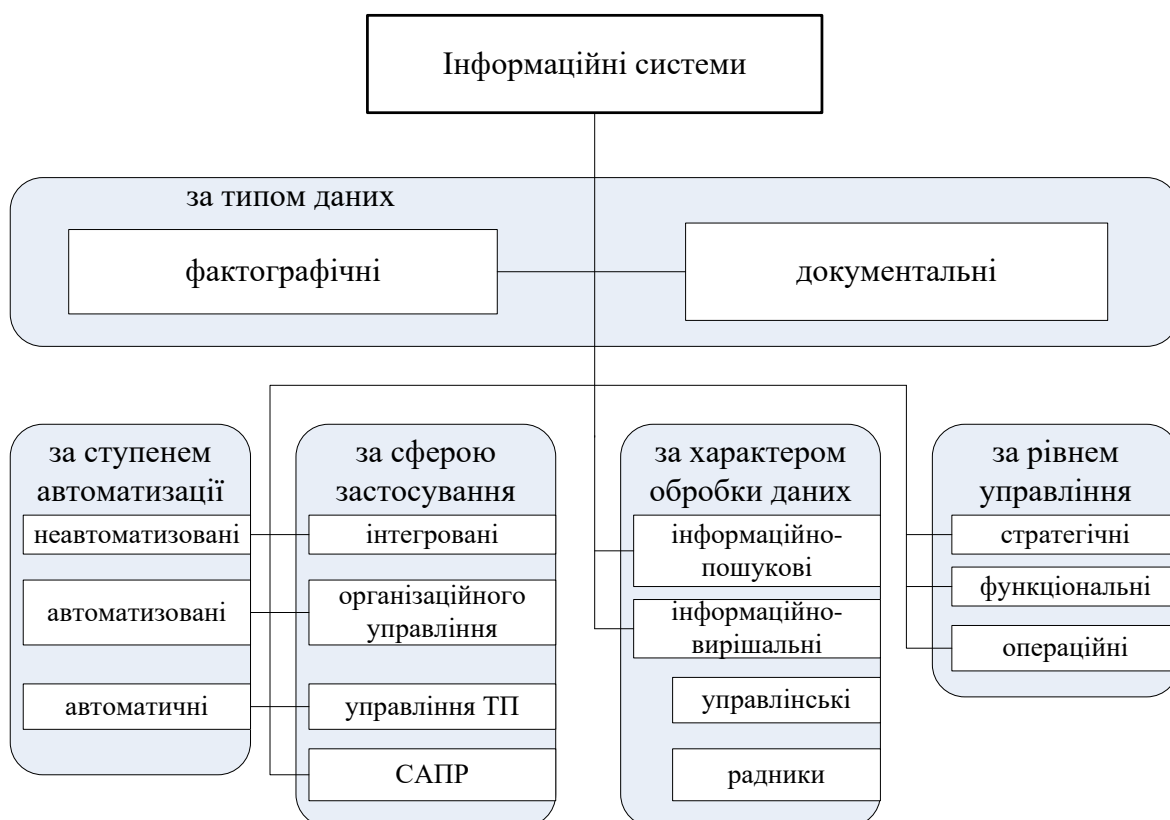 Інформаційні системи
за типом даних
фактографічні
документальні
за ступенем
автоматизації
неавтоматизовані
автоматизовані
автоматичні
за сферою
застосування
інтегровані
організаційного
управління
управління ТП
САПР
за характером
обробки даних
інформаційно-
пошукові
інформаційно-
вирішальні
управлінські
радники
за рівнем
управління
стратегічні
функціональні
операційні